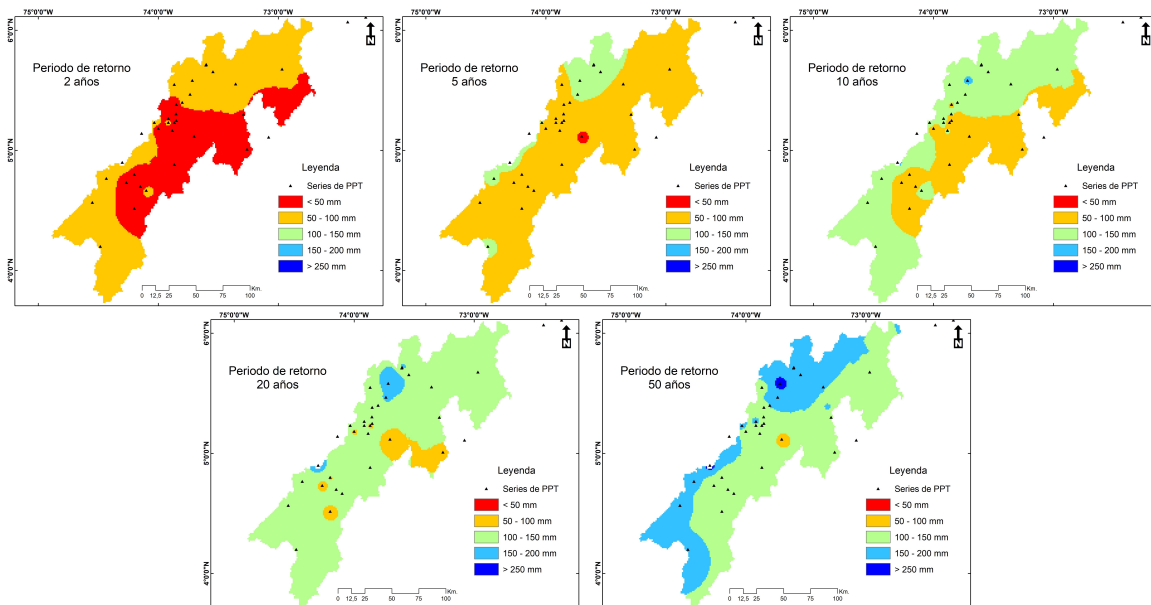 75°0'0"W 74°0'0"W 73°0'0"W
6°0'0"N
5°0'0"N
4°0'0"N
Periodo de retorno
2 años
N
Leyenda
Series de PPT
< 50 mm
50 - 100 mm
100 - 150 mm
150 - 200 mm
> 250 mm
Km.
0 12,5 25 50 75 100
75°0'0"W 74°0'0"W 73°0'0"W
6°0'0"N
5°0'0"N
4°0'0"N
Periodo de retorno
5 años
N
Leyenda
Series de PPT
< 50 mm
50 - 100 mm
100 - 150 mm
150 - 200 mm
> 250 mm
Km.
0 12,5 25 50 75 100
75°0'0"W 74°0'0"W 73°0'0"W
6°0'0"N
5°0'0"N
4°0'0"N
Periodo de retorno
10 años
N
Leyenda
Series de PPT
< 50 mm
50 - 100 mm
100 - 150 mm
150 - 200 mm
> 250 mm
Km.
0 12,5 25 50 75 100
75°0'0"W 74°0'0"W 73°0'0"W
6°0'0"N
5°0'0"N
4°0'0"N
Periodo de retorno
20 años
N
Leyenda
Series de PPT
< 50 mm
50 - 100 mm
100 - 150 mm
150 - 200 mm
> 250 mm
Km.
0 12,5 25 50 75 100
75°0'0"W 74°0'0"W 73°0'0"W
6°0'0"N
5°0'0"N
4°0'0"N
Periodo de retorno
50 años
N
Leyenda
Series de PPT
< 50 mm
50 - 100 mm
100 - 150 mm
150 - 200 mm
> 250 mm
Km.
0 12,5 25 50 75 100